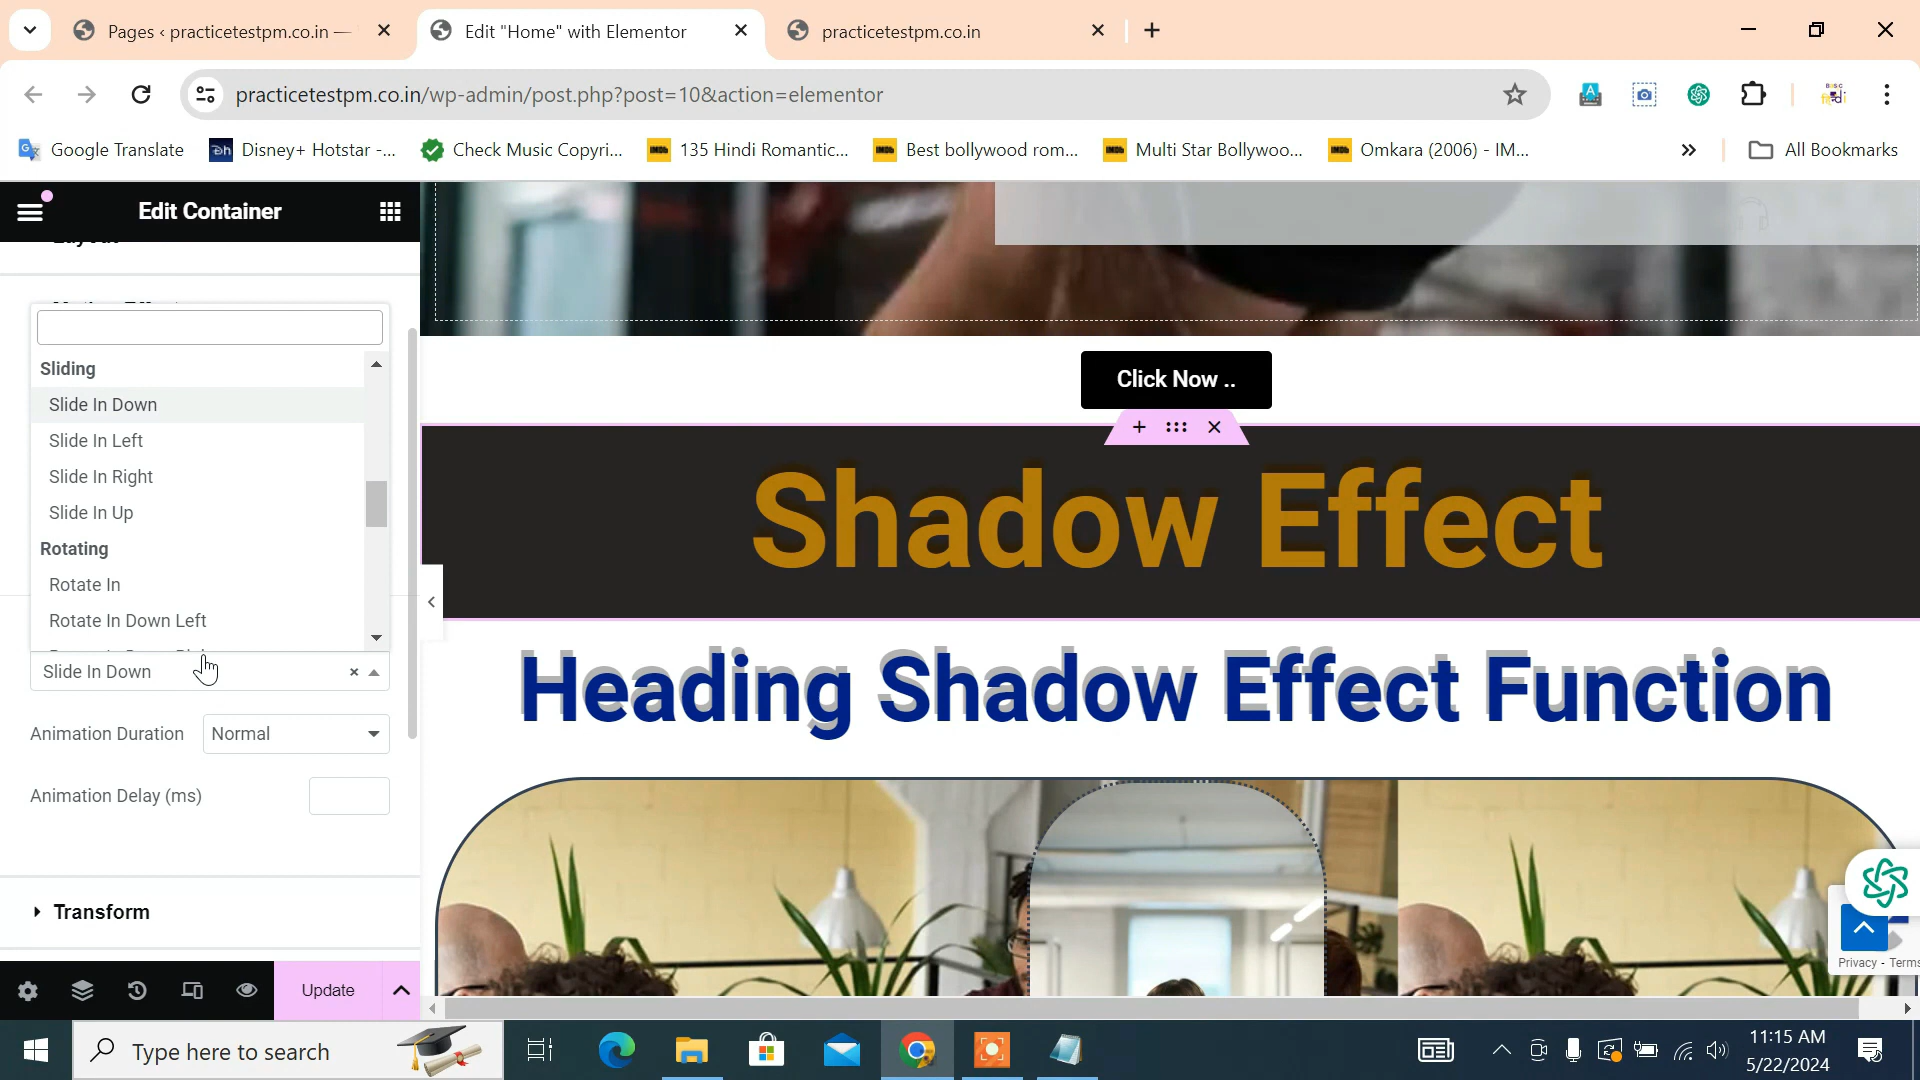 Pages ‹ practicetestpm.co.in —
Edit "Home" with Elementor
practicetestpm.co.in
practicetestpm.co.in/wp-admin/post.php?post=10&action=elementor
Google Translate
Disney+ Hotstar -...
Check Music Copyri...
135 Hindi Romantic...
Best bollywood rom...
Multi Star Bollywoo...
Omkara (2006) - IM...
All Bookmarks
Edit Container
Sliding
Slide In Down
Slide In Left
Slide In Right
Slide In Up
Rotating
Rotate In
Rotate In Down Left
Slide In Down
Animation Duration
Normal
Animation Delay (ms)
Transform
Update
Click Now ..
Shadow Effect
Heading Shadow Effect Function
Privacy - Terms
Type here to search
11:15 AM
5/22/2024